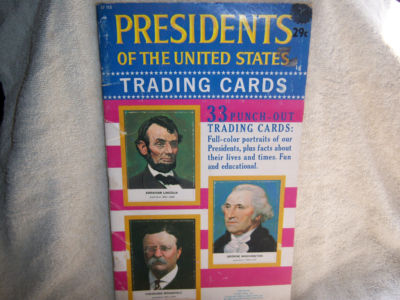 PRESIDENTS
29c
OF THE UNITED STATES
TRADING CARDS
33 PUNCH-OUT
TRADING CARDS:
Full-color portraits of our
Presidents, plus facts about
their lives and times. Fun
and educational.
ABRAHAM LINCOLN
GEORGE WASHINGTON
THEODORE ROOSEVELT